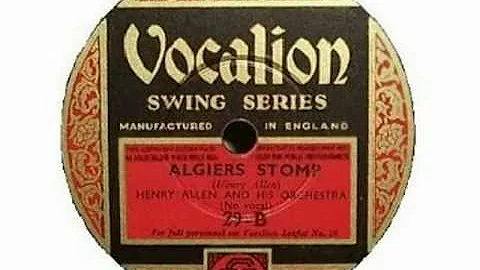 Vocalion
SWING SERIES
MANUFACTURED IN ENGLAND
ALGIERS STOMP
(Henry Allen)
HENRY ALLEN AND HIS ORCHESTRA
(No vocal)
29-B
For full personnel see Vocalion Leaflet No. 18